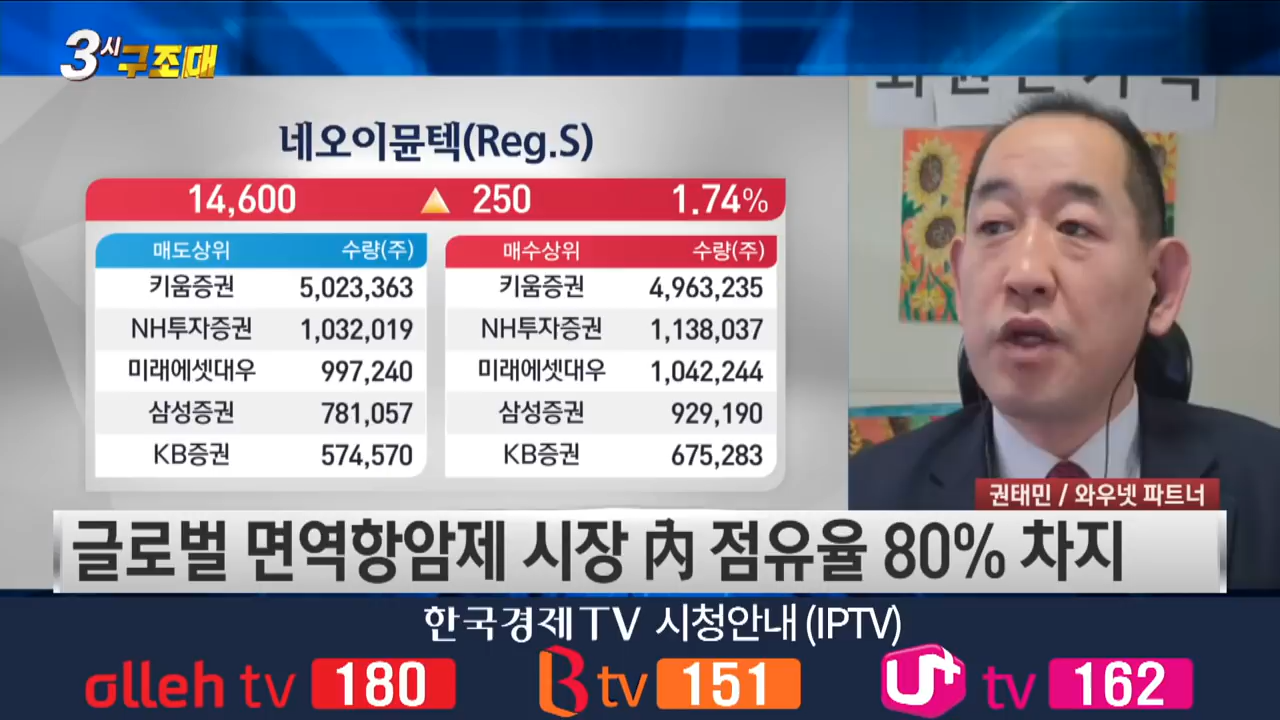 3시 구조대
네오이뮨텍(Reg.S)
14,600 ▲ 250 1.74%
매도상위 수량(주)
키움증권 5,023,363
NH투자증권 1,032,019
미래에셋대우 997,240
삼성증권 781,057
KB증권 574,570
매수상위 수량(주)
키움증권 4,963,235
NH투자증권 1,138,037
미래에셋대우 1,042,244
삼성증권 929,190
KB증권 675,283
권태민 / 와우넷 파트너
글로벌 면역항암제 시장 內 점유율 80% 차지
한국경제TV 시청안내(IPTV)
olleh tv 180 B tv 151 U+ tv 162